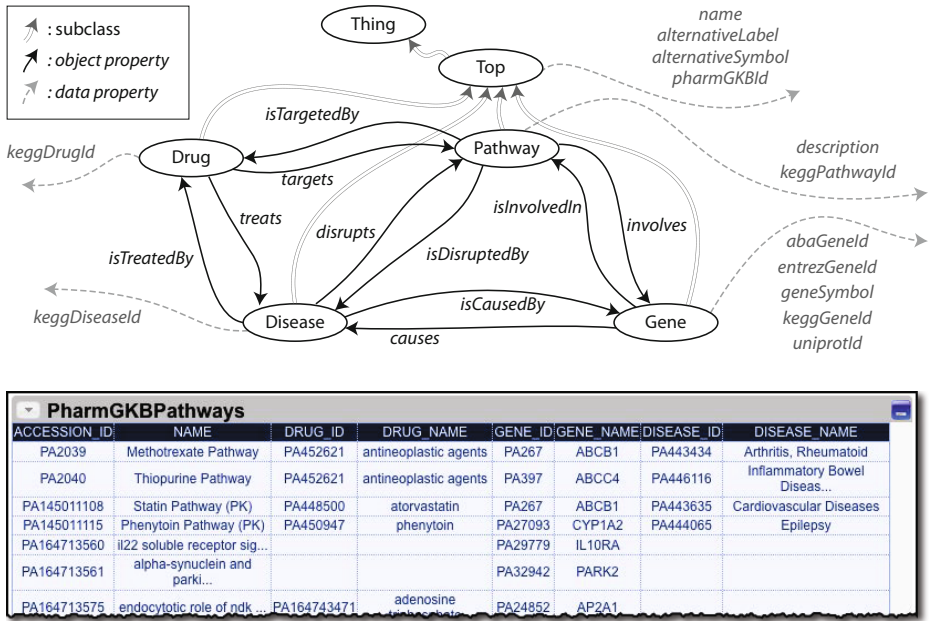 : subclass
: object property
: data property
Thing
Top
name
alternativeLabel
alternativeSymbol
pharmGKBId
isTargetedBy
keggDrugId
Drug
Pathway
targets
description
keggPathwayId
treats
disrupts
isInvolvedIn
involves
isTreatedBy
isDisruptedBy
abaGeneId
entrezGeneId
geneSymbol
keggGeneId
uniprotId
keggDiseaseId
Disease
isCausedBy
Gene
causes
PharmGKBPathways
ACCESSION_ID NAME DRUG_ID DRUG_NAME GENE_ID GENE_NAME DISEASE_ID DISEASE_NAME
PA2039 Methotrexate Pathway PA452621 antineoplastic agents PA267 ABCB1 PA443434 Arthritis, Rheumatoid
PA2040 Thiopurine Pathway PA452621 antineoplastic agents PA397 ABCC4 PA446116 Inflammatory Bowel
Diseas...
PA145011108 Statin Pathway (PK) PA448500 atorvastatin PA267 ABCB1 PA443635 Cardiovascular Diseases
PA145011115 Phenytoin Pathway (PK) PA450947 phenytoin PA27093 CYP1A2 PA444065 Epilepsy
PA164713560 il22 soluble receptor sig... PA29779 IL10RA
PA164713561 alpha-synuclein and
parki... PA32942 PARK2
PA164713575 endocytotic role of ndk ... PA164743471 adenosine
PA24852 AP2A1